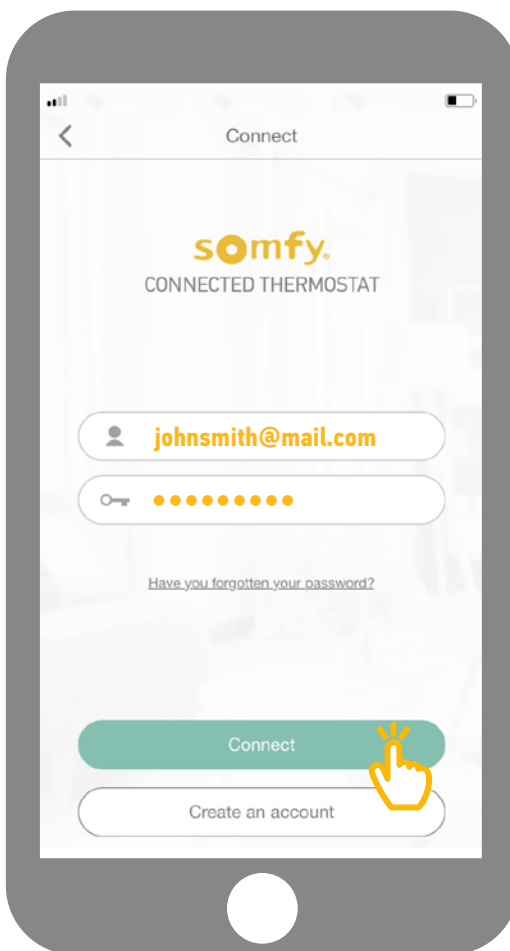 Connect
somfy.
CONNECTED THERMOSTAT
johnsmith@mail.com
•••••••••
Have you forgotten your password?
Connect
Create an account